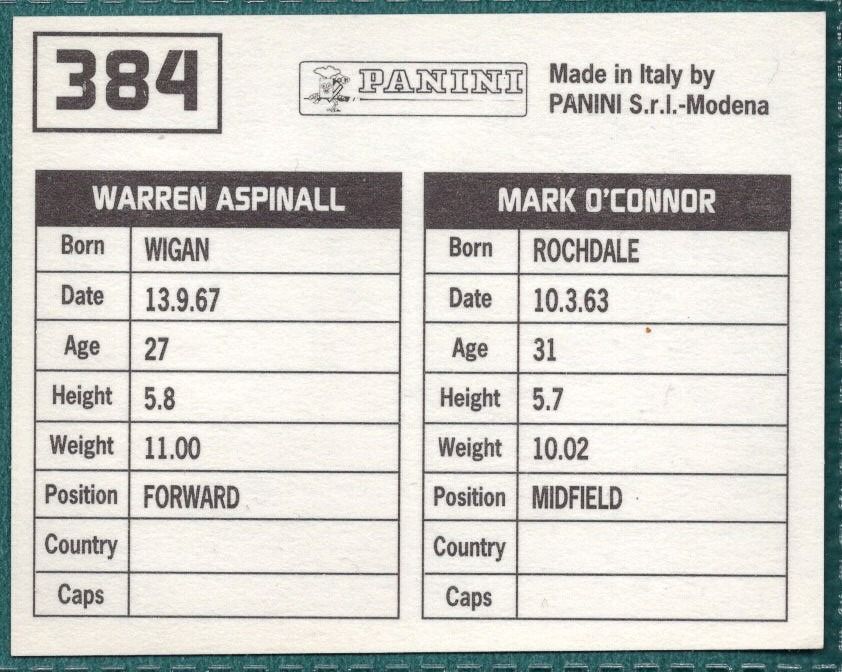 384
PANINI
Made in Italy by
PANINI S.r.l.-Modena
WARREN ASPINALL
Born WIGAN
Date 13.9.67
Age 27
Height 5.8
Weight 11.00
Position FORWARD
Country
Caps
MARK O'CONNOR
Born ROCHDALE
Date 10.3.63
Age 31
Height 5.7
Weight 10.02
Position MIDFIELD
Country
Caps